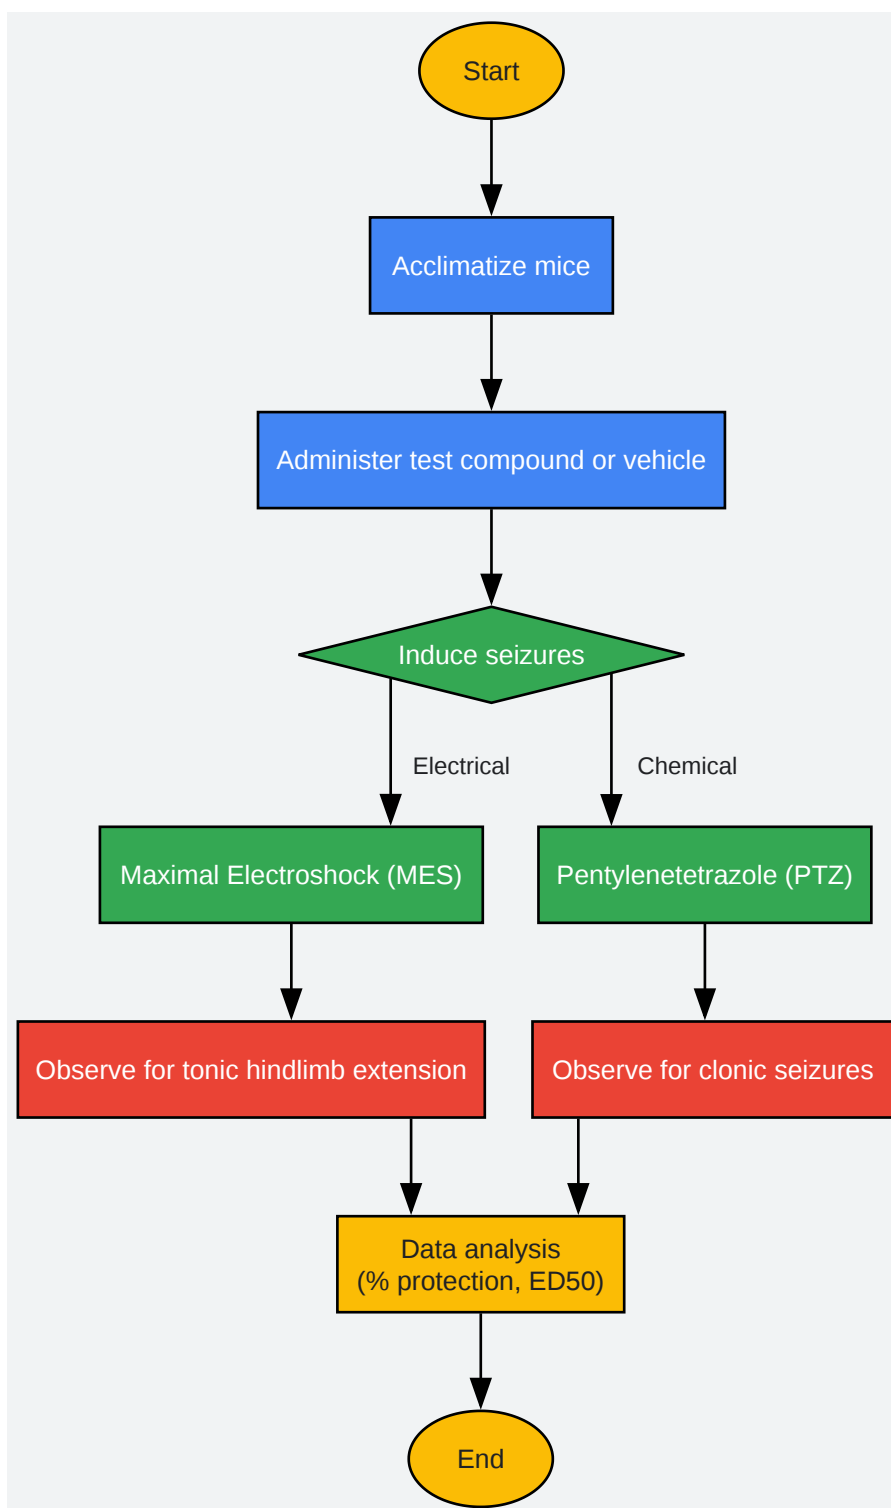 Start
Acclimatize mice
Administer test compound or vehicle
Induce seizures
Electrical
Chemical
Maximal Electroshock (MES)
Pentylenetetrazole (PTZ)
Observe for tonic hindlimb extension
Observe for clonic seizures
Data analysis
(% protection, ED50)
End